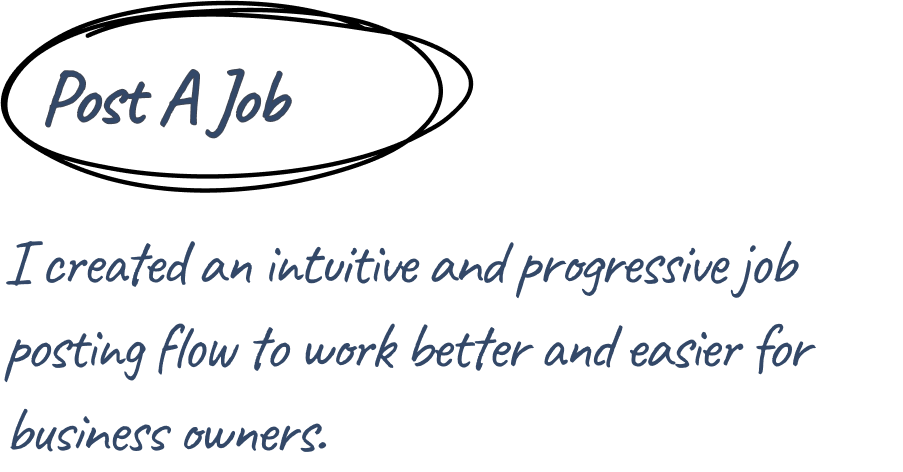 Post A Job
I created an intuitive and progressive job
posting flow to work better and easier for
business owners.